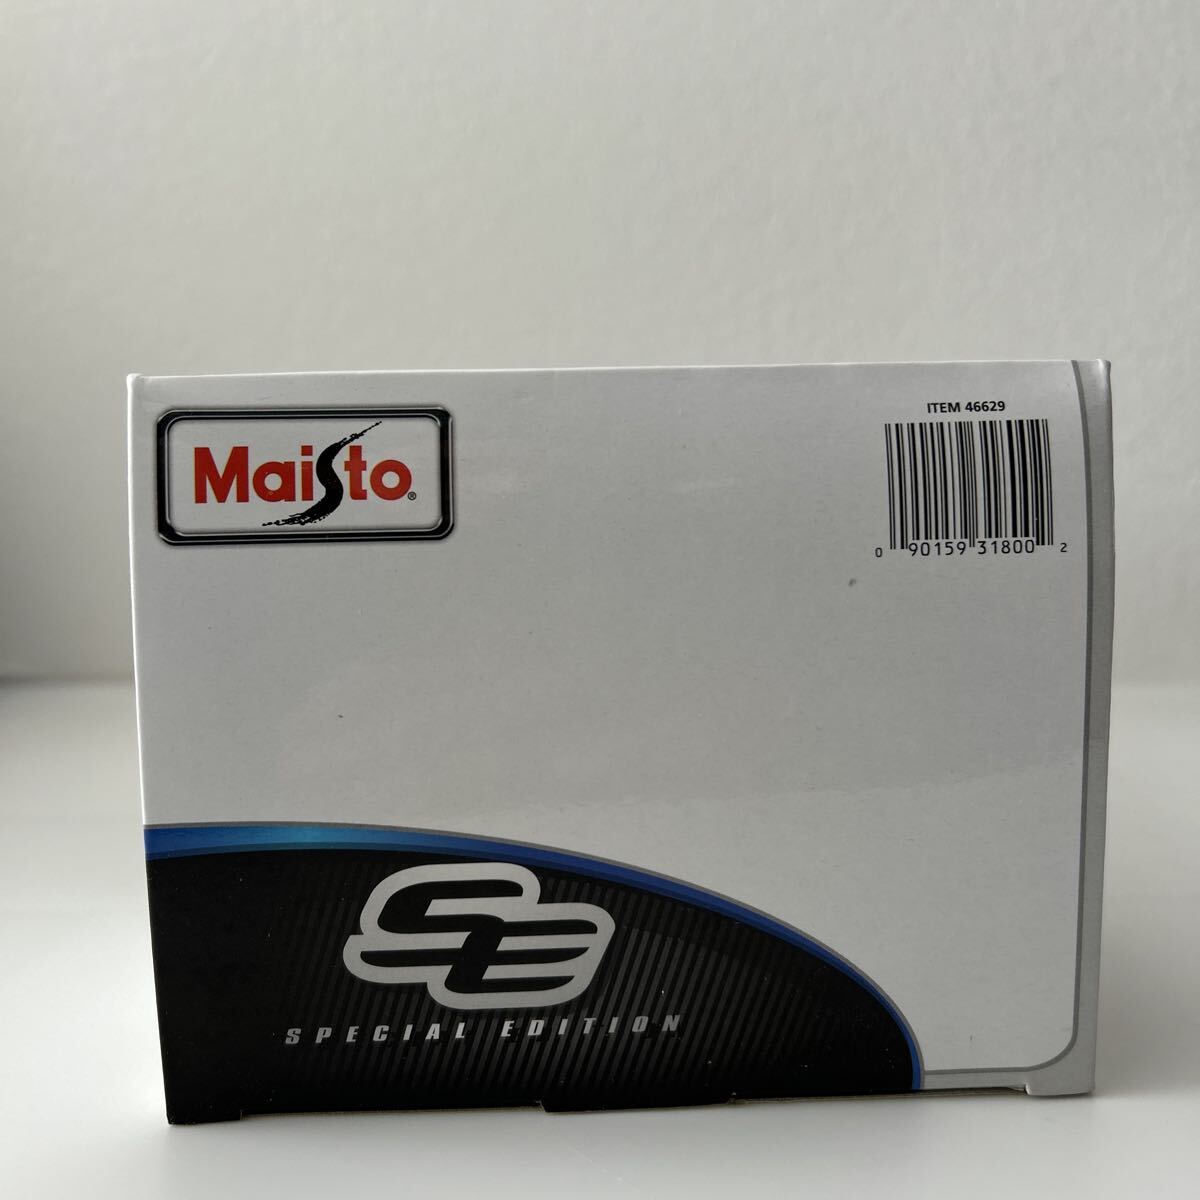 Maisto®
ITEM 46629
0 90159 31800 2
SE
SPECIAL EDITION